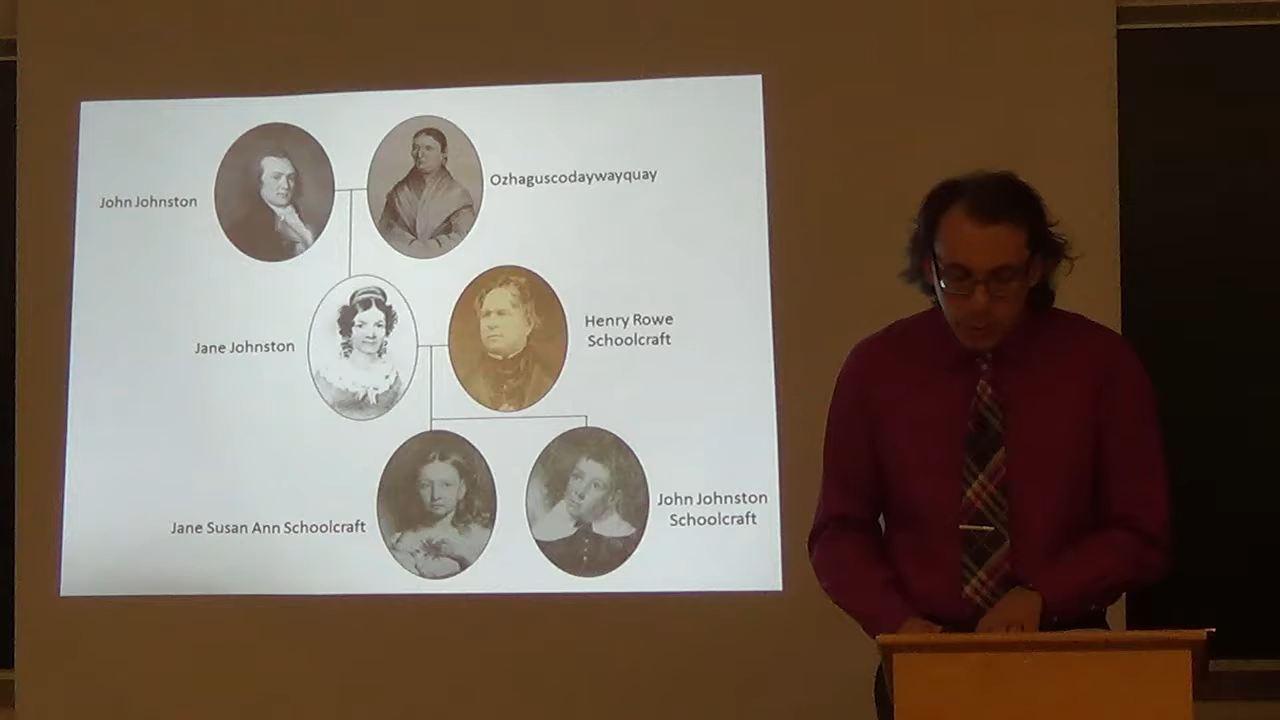 John Johnston
Ozhaguscodaywayquay
Jane Johnston
Henry Rowe
Schoolcraft
Jane Susan Ann Schoolcraft
John Johnston
Schoolcraft